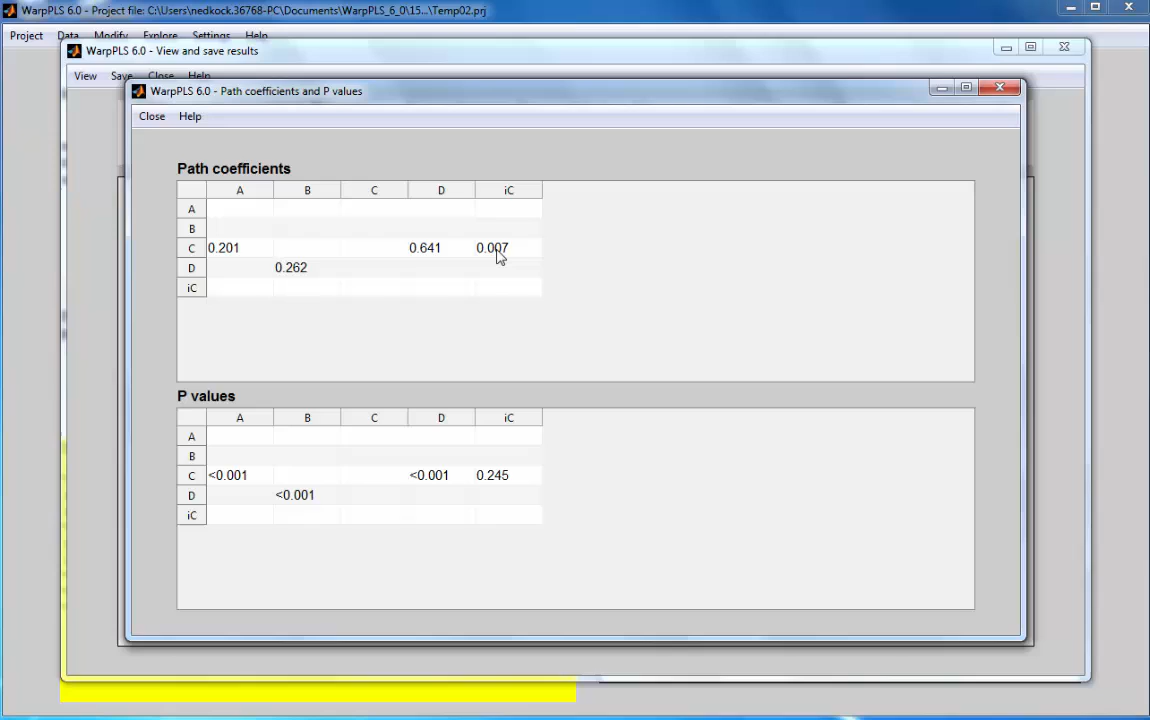 WarpPLS 6.0 - Project file: C:\Users\nedkock.36768-PC\Documents\WarpPLS_6_0\15...\Temp02.prj
Project Data Modify Explore Settings Help
WarpPLS 6.0 - View and save results
View Save Close Help
WarpPLS 6.0 - Path coefficients and P values
Close Help
Path coefficients
A B C D iC
A
B
C 0.201 0.641 0.007
D 0.262
iC
P values
A B C D iC
A
B
C <0.001 <0.001 0.245
D <0.001
iC